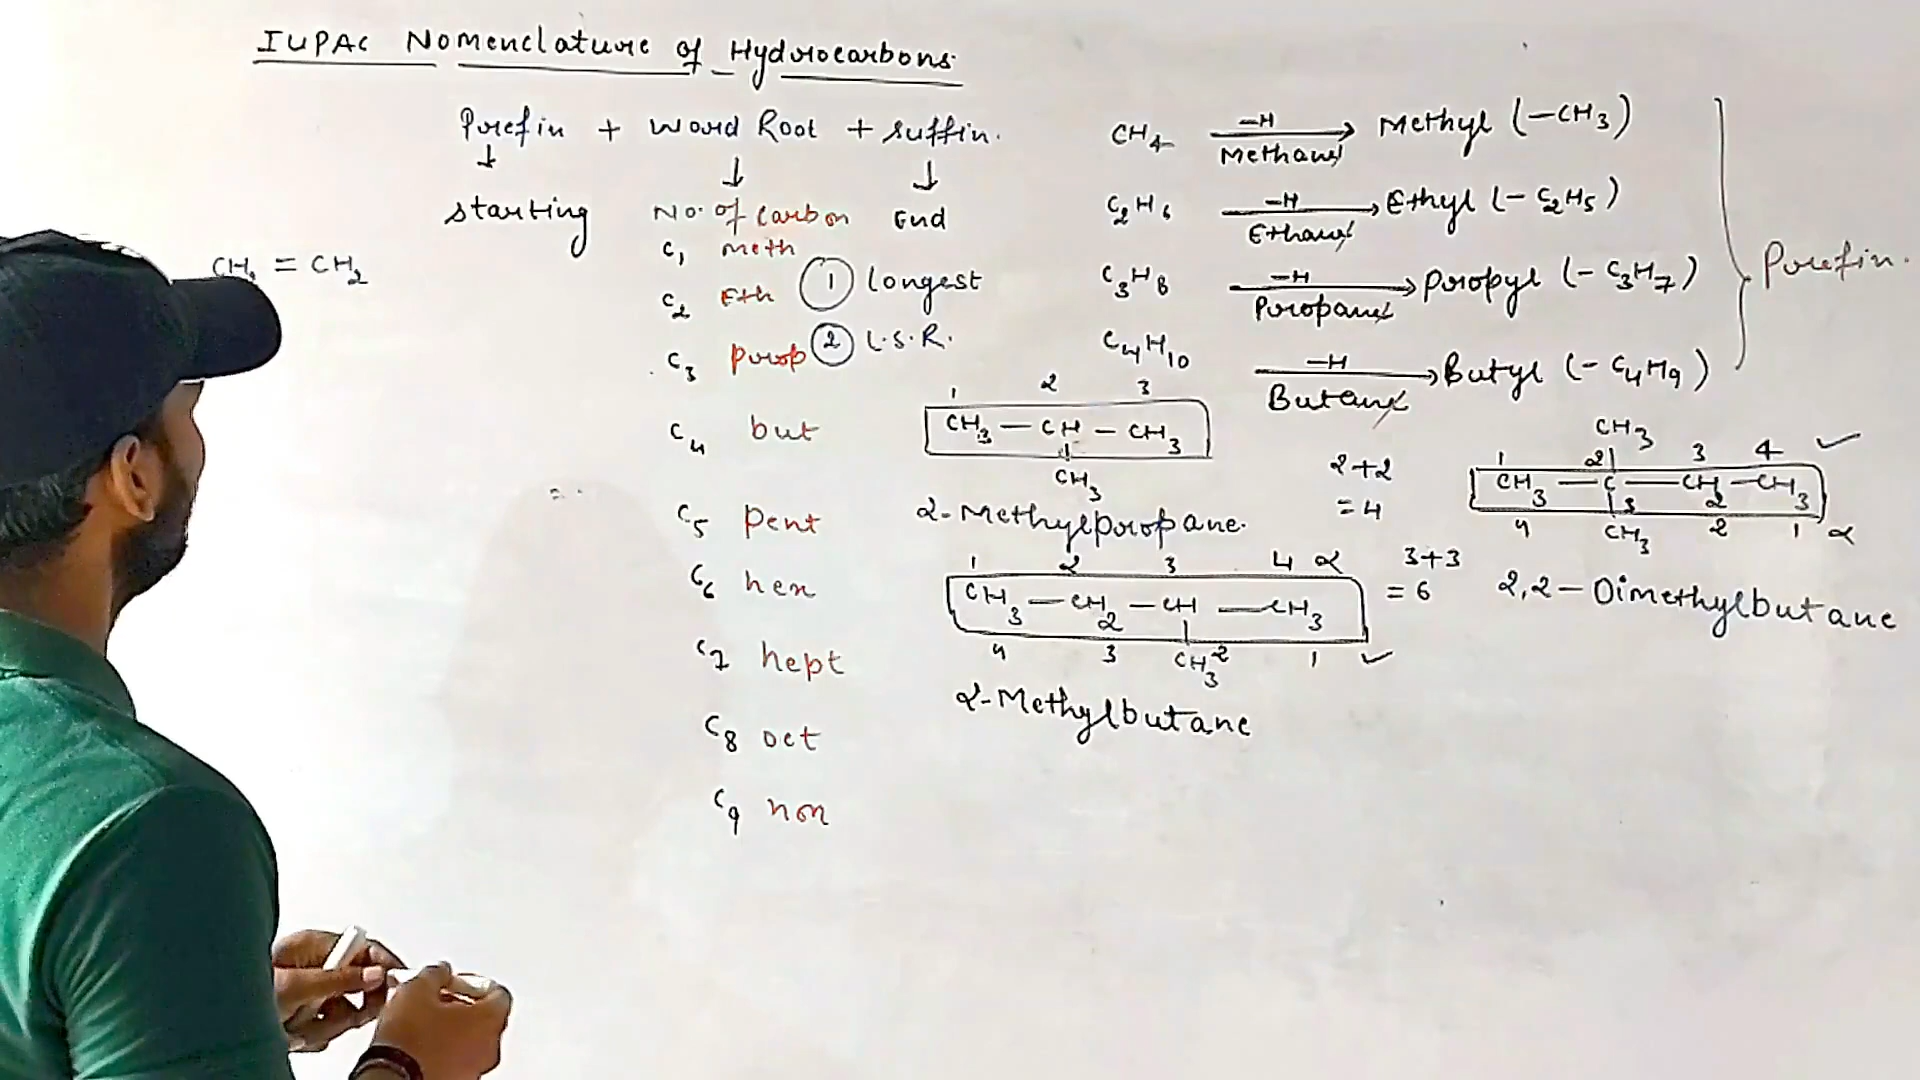 IUPAC Nomenclature of Hydrocarbons.
Prefix + Word Root + suffix.
↓ ↓ ↓
starting No. of carbon End
CH2 = CH2
C1 meth
C2 Eth
C3 prop
C4 but
C5 Pent
C6 hex
C7 hept
C8 oct
C9 non
① Longest
② L.S.R.
CH4 —H→ Methyl (-CH3)
Methane
C2H6 —H→ Ethyl (-C2H5)
Ethane
C3H8 —H→ Propyl (-C3H7)
Propane
C4H10 —H→ Butyl (-C4H9)
Butane
Prefix.
1 2 3
CH3 — CH — CH3
CH3
2-Methylpropane.
1 2 3 4 α
CH3 — CH2 — CH — CH3
4 3 2 1 ✓
CH3
2-Methylbutane
2+2
=4
CH3
1 2 3 4 ✓
CH3 — C — CH2 — CH3
4 3 2 1 α
CH3
3+3
=6
2,2-Dimethylbutane